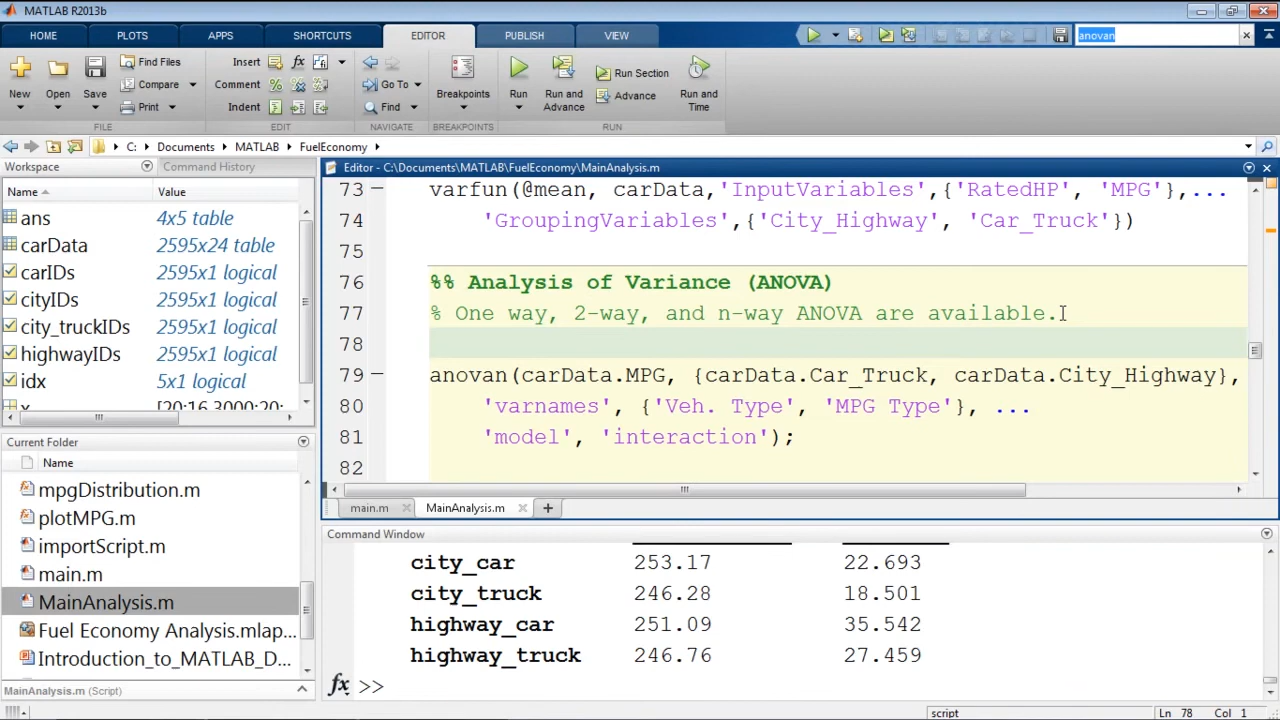 MATLAB R2013b
HOME PLOTS APPS SHORTCUTS EDITOR PUBLISH VIEW anovan
New Open Save Find Files Compare Print
Insert fx Comment % Indent
Go To Find
Breakpoints
Run Run and Advance Run Section Advance Run and Time
FILE EDIT NAVIGATE BREAKPOINTS RUN
C: Documents MATLAB FuelEconomy
Workspace Command History
Name Value
ans 4x5 table
carData 2595x24 table
carIDs 2595x1 logical
cityIDs 2595x1 logical
city_truckIDs 2595x1 logical
highwayIDs 2595x1 logical
idx 5x1 logical
x [20;16.3000;20;
Current Folder
Name
mpgDistribution.m
plotMPG.m
importScript.m
main.m
MainAnalysis.m
Fuel Economy Analysis.mlap...
Introduction_to_MATLAB_D...
MainAnalysis.m (Script)
Editor - C:\Documents\MATLAB\FuelEconomy\MainAnalysis.m
73 varfun(@mean, carData,'InputVariables',{'RatedHP', 'MPG'},...
74 'GroupingVariables',{'City_Highway', 'Car_Truck'})
75
76 %% Analysis of Variance (ANOVA)
77 % One way, 2-way, and n-way ANOVA are available.
78
79 anovan(carData.MPG, {carData.Car_Truck, carData.City_Highway},
80 'varnames', {'Veh. Type', 'MPG Type'}, ...
81 'model', 'interaction');
82
main.m MainAnalysis.m
Command Window
city_car 253.17 22.693
city_truck 246.28 18.501
highway_car 251.09 35.542
highway_truck 246.76 27.459
fx >>
script Ln 78 Col 1